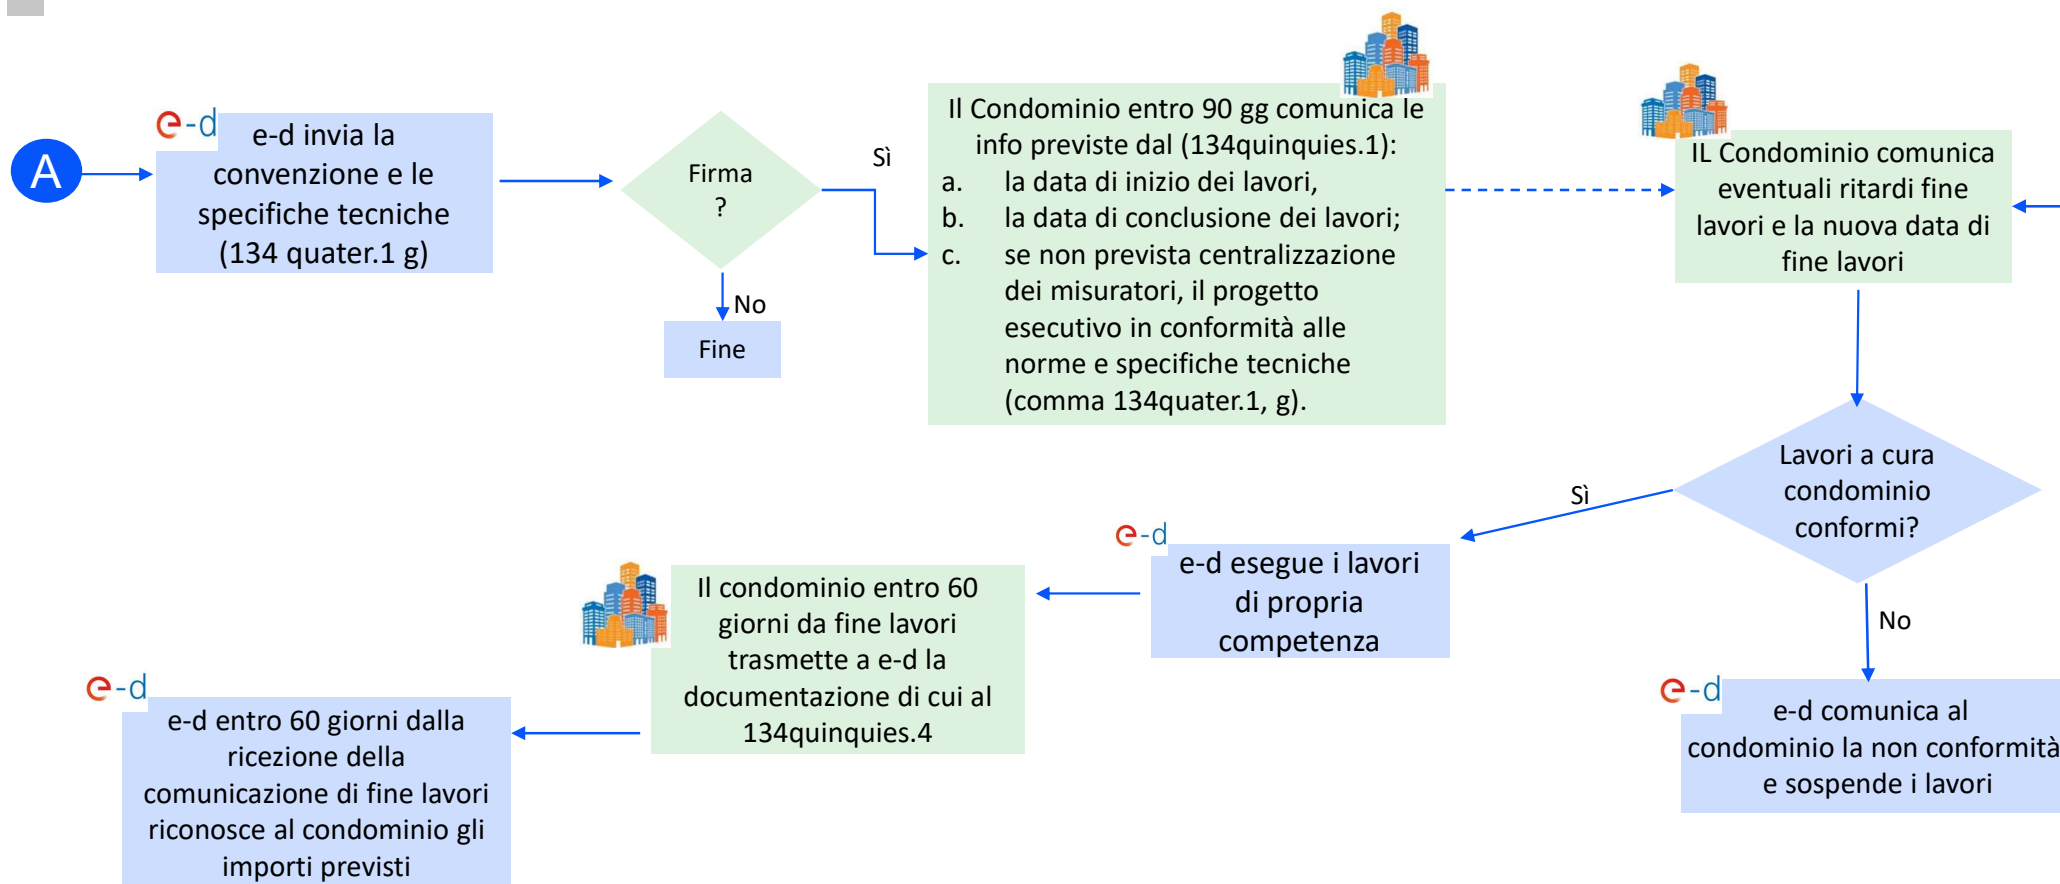 A
e-d
e-d invia la
convenzione e le
specifiche tecniche
(134 quater.1 g)
Firma
?
Sì
No
Fine
Il Condominio entro 90 gg comunica le
info previste dal (134quinquies.1):
a. la data di inizio dei lavori,
b. la data di conclusione dei lavori;
c. se non prevista centralizzazione
dei misuratori, il progetto
esecutivo in conformità alle
norme e specifiche tecniche
(comma 134quater.1, g).
IL Condominio comunica
eventuali ritardi fine
lavori e la nuova data di
fine lavori
Lavori a cura
condominio
conformi?
Sì
No
e-d
e-d esegue i lavori
di propria
competenza
e-d
e-d comunica al
condominio la non conformità
e sospende i lavori
Il condominio entro 60
giorni da fine lavori
trasmette a e-d la
documentazione di cui al
134quinquies.4
e-d
e-d entro 60 giorni dalla
ricezione della
comunicazione di fine lavori
riconosce al condominio gli
importi previsti